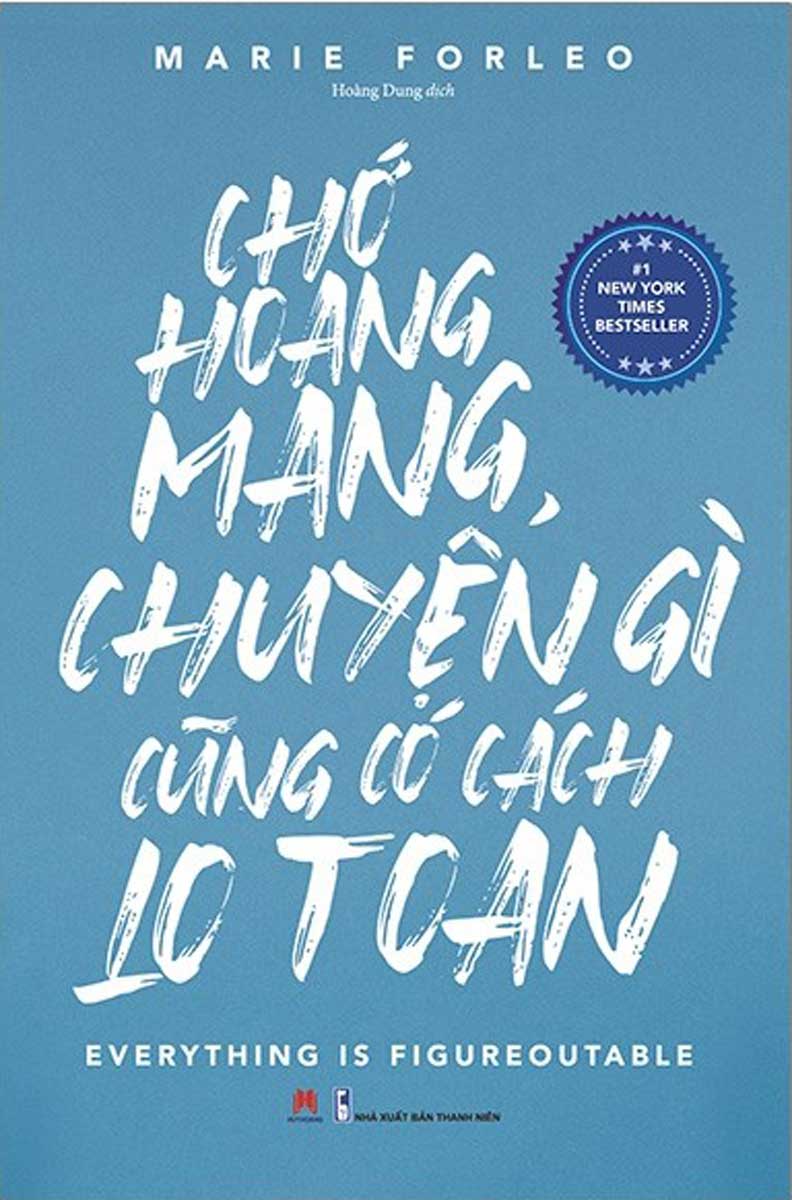 MARIE FORLEO
Hoàng Dung dịch
CHỚ
HOANG
MANG,
CHUYỆN GÌ
CŨNG CÓ CÁCH
LO TOAN
#1
NEW YORK
TIMES
BESTSELLER
EVERYTHING IS FIGUREOUTABLE
HUYHOANG
NHÀ XUẤT BẢN THANH NIÊN